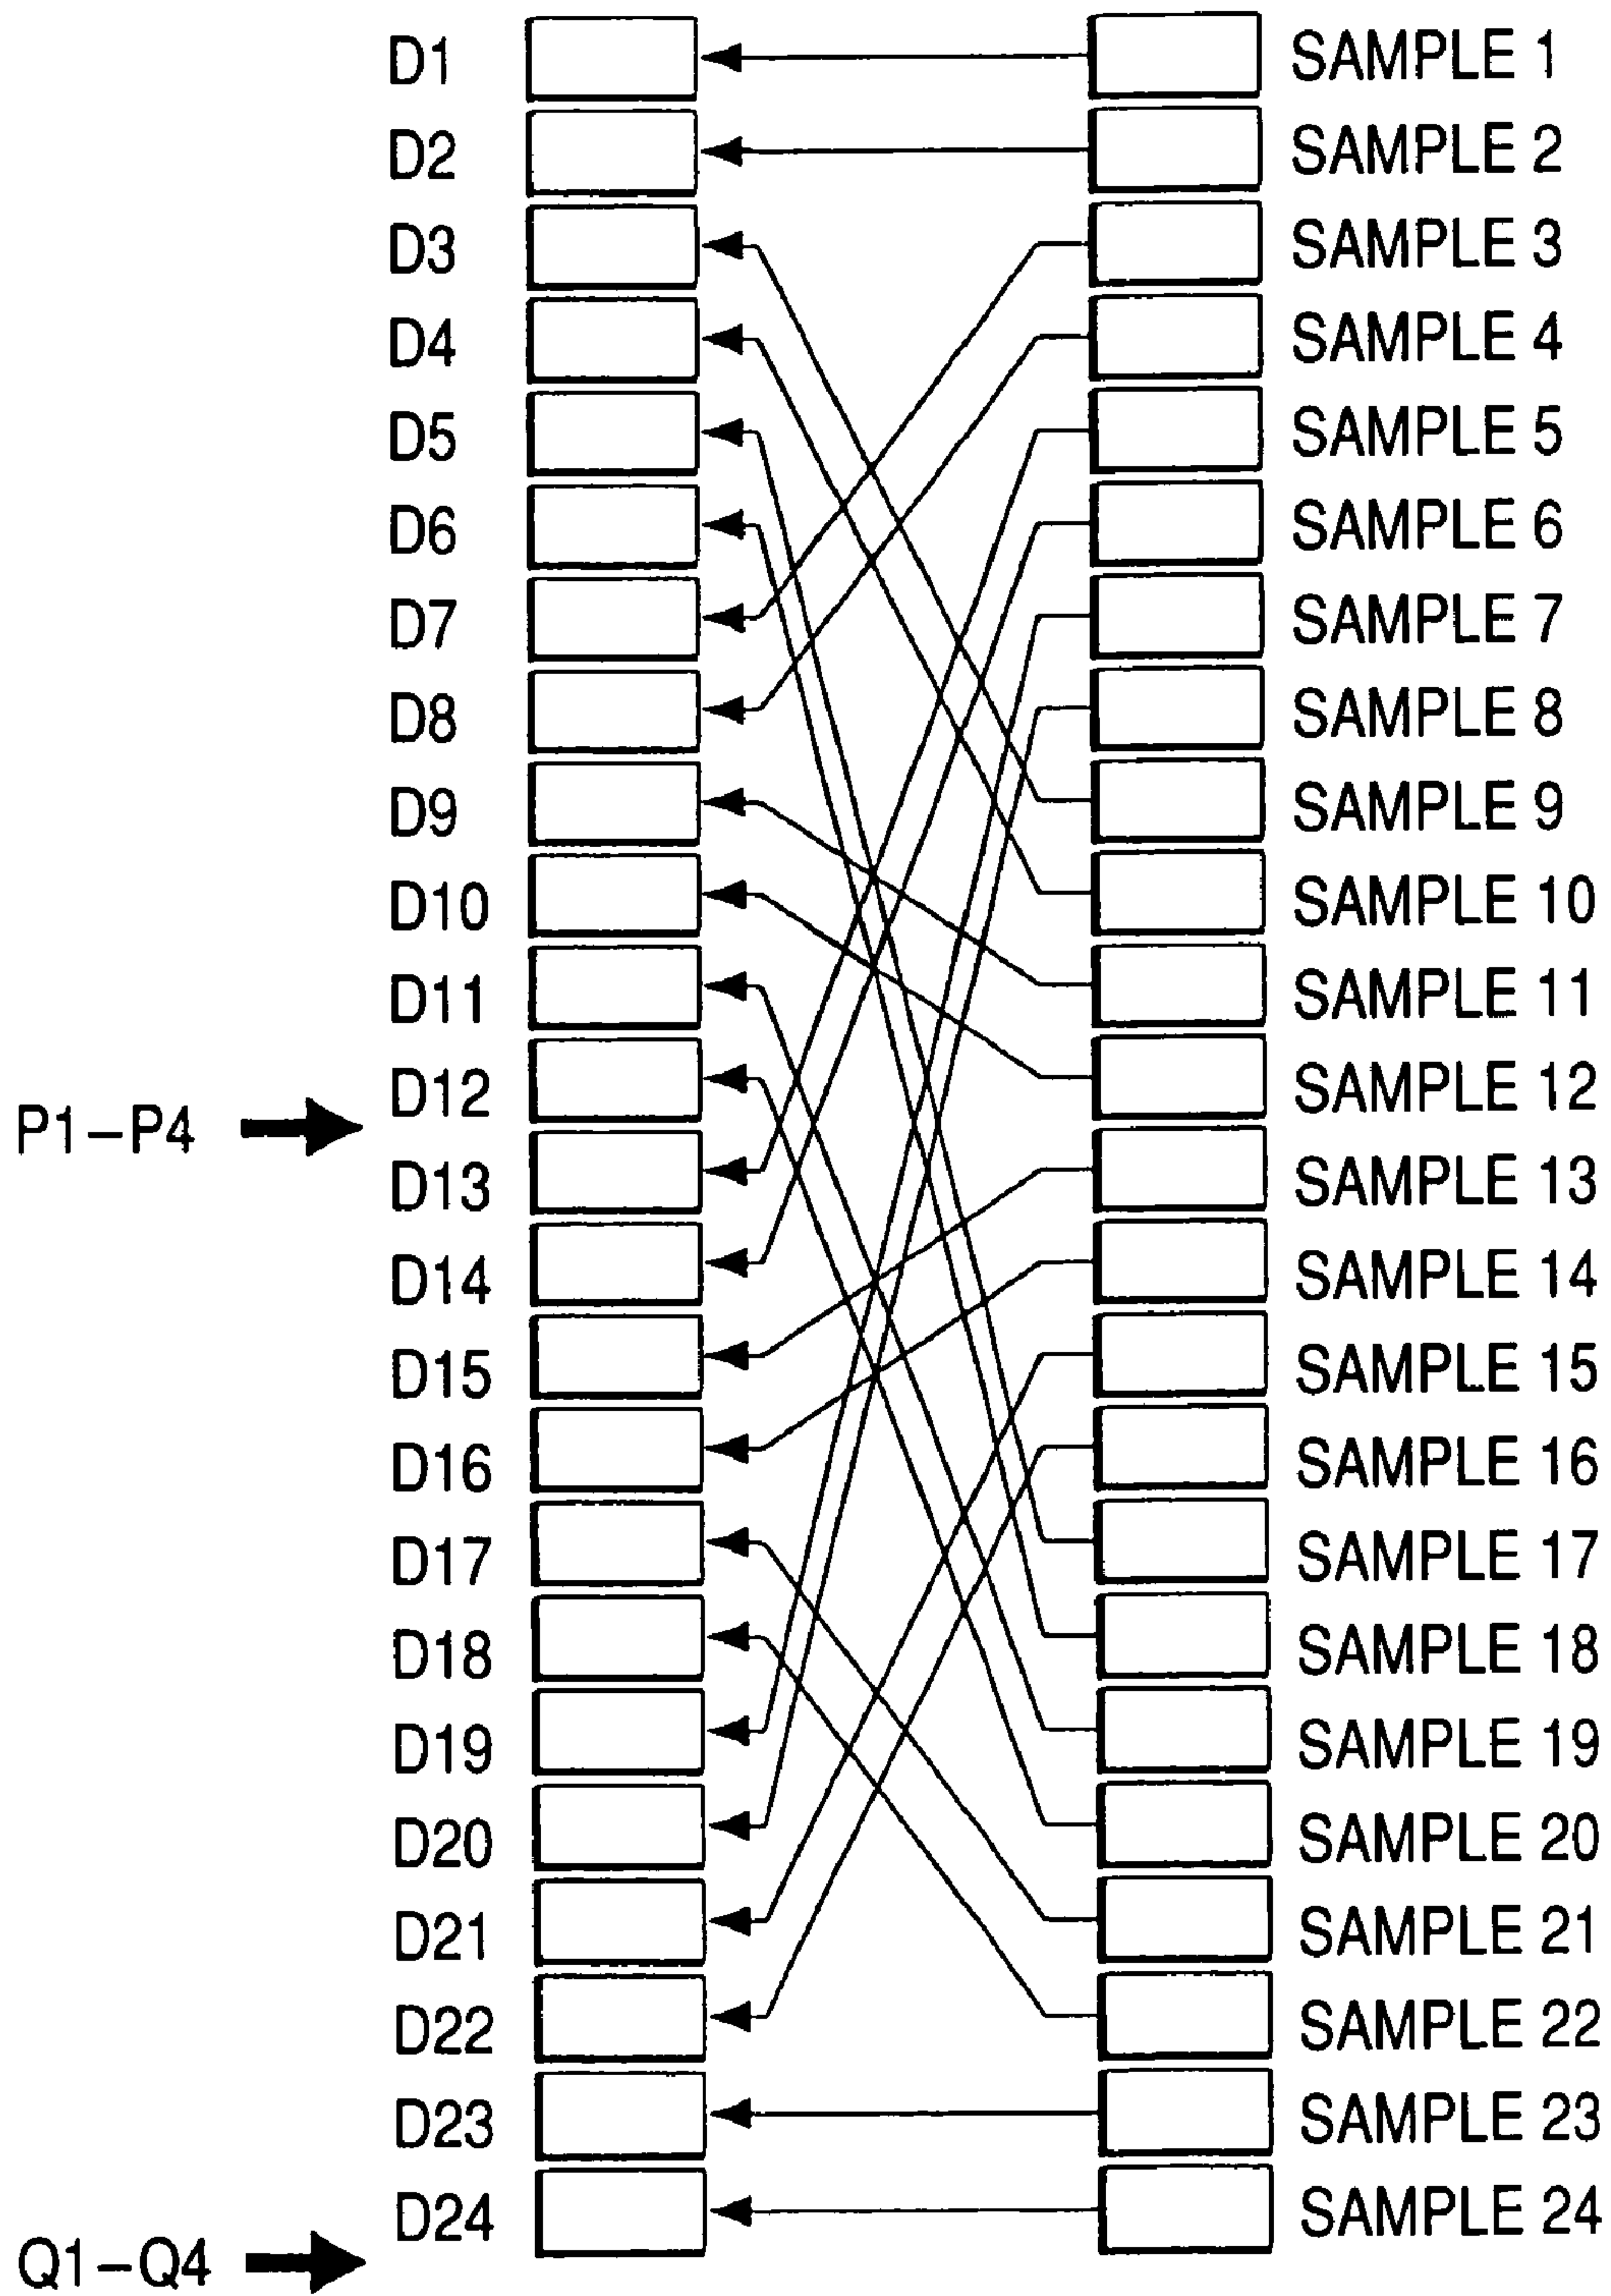 D1 SAMPLE 1
D2 SAMPLE 2
D3 SAMPLE 3
D4 SAMPLE 4
D5 SAMPLE 5
D6 SAMPLE 6
D7 SAMPLE 7
D8 SAMPLE 8
D9 SAMPLE 9
D10 SAMPLE 10
D11 SAMPLE 11
D12 SAMPLE 12
P1-P4
D13 SAMPLE 13
D14 SAMPLE 14
D15 SAMPLE 15
D16 SAMPLE 16
D17 SAMPLE 17
D18 SAMPLE 18
D19 SAMPLE 19
D20 SAMPLE 20
D21 SAMPLE 21
D22 SAMPLE 22
D23 SAMPLE 23
D24 SAMPLE 24
Q1-Q4